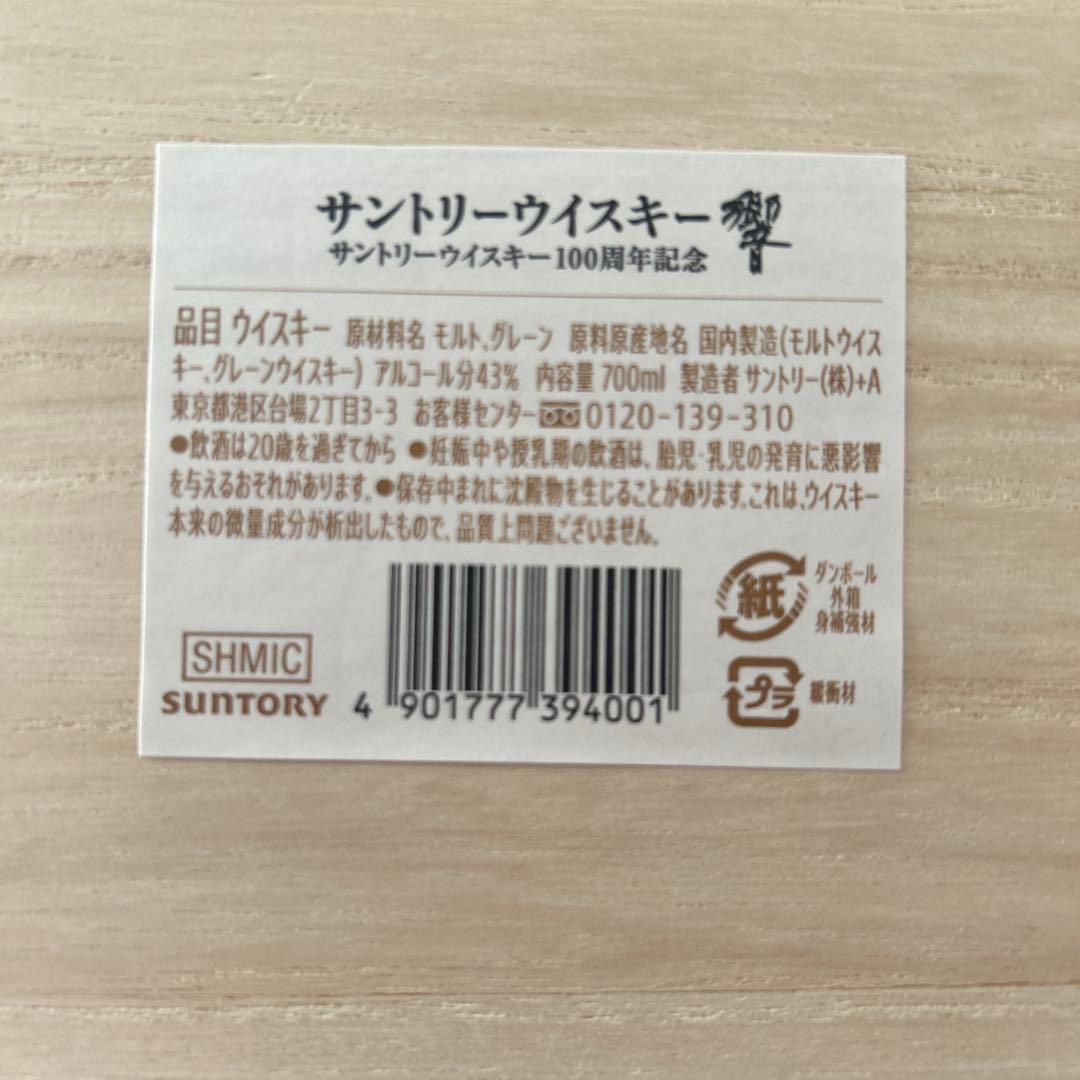 サントリーウイスキー 響
サントリーウイスキー100周年記念
品目 ウイスキー 原材料名 モルト、グレーン 原料原産地名 国内製造(モルトウイス
キー、グレーンウイスキー) アルコール分43% 内容量 700ml 製造者 サントリー(株)+A
東京都港区台場2丁目3-3 お客様センター 0120-139-310
●飲酒は20歳を過ぎてから ●妊娠中や授乳期の飲酒は、胎児・乳児の発育に悪影響
を与えるおそれがあります。●保存中まれに沈殿物を生じることがあります。これは、ウイスキー
本来の微量成分が析出したもので、品質上問題ございません。
紙 ダンボール
外箱
身補強材
プラ 緩衝材
SHMIC
SUNTORY
4 901777 394001